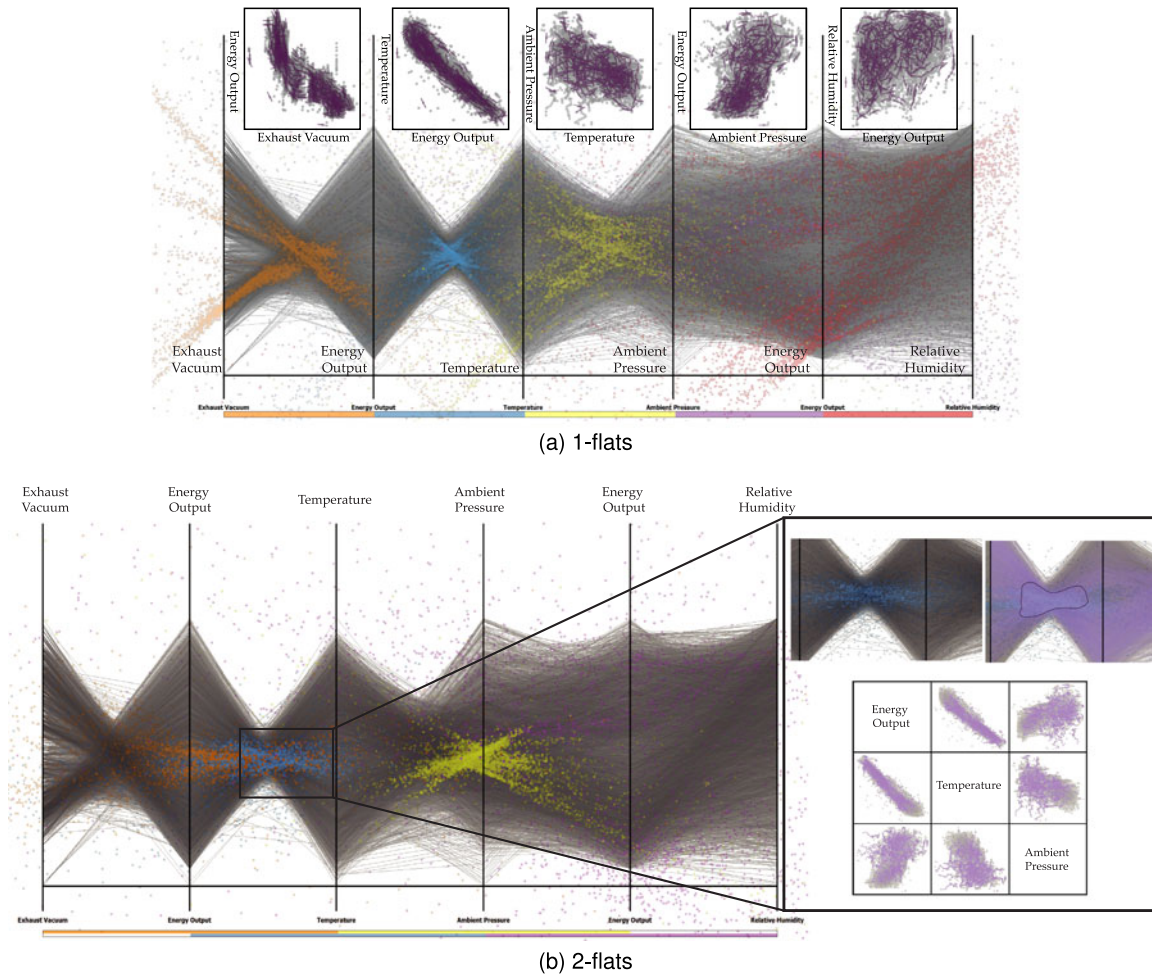 Energy Output
Exhaust Vacuum
Temperature
Energy Output
Ambient Pressure
Temperature
Energy Output
Ambient Pressure
Relative Humidity
Energy Output
Exhaust
Vacuum
Energy
Output
Temperature
Ambient
Pressure
Energy
Output
Relative
Humidity
Exhaust Vacuum
Energy Output
Temperature
Ambient Pressure
Energy Output
Relative Humidity
(a) 1-flats
Exhaust
Vacuum
Energy
Output
Temperature
Ambient
Pressure
Energy
Output
Relative
Humidity
Energy
Output
Temperature
Ambient
Pressure
Exhaust Vacuum
Energy Output
Temperature
Ambient Pressure
Energy Output
Relative Humidity
(b) 2-flats